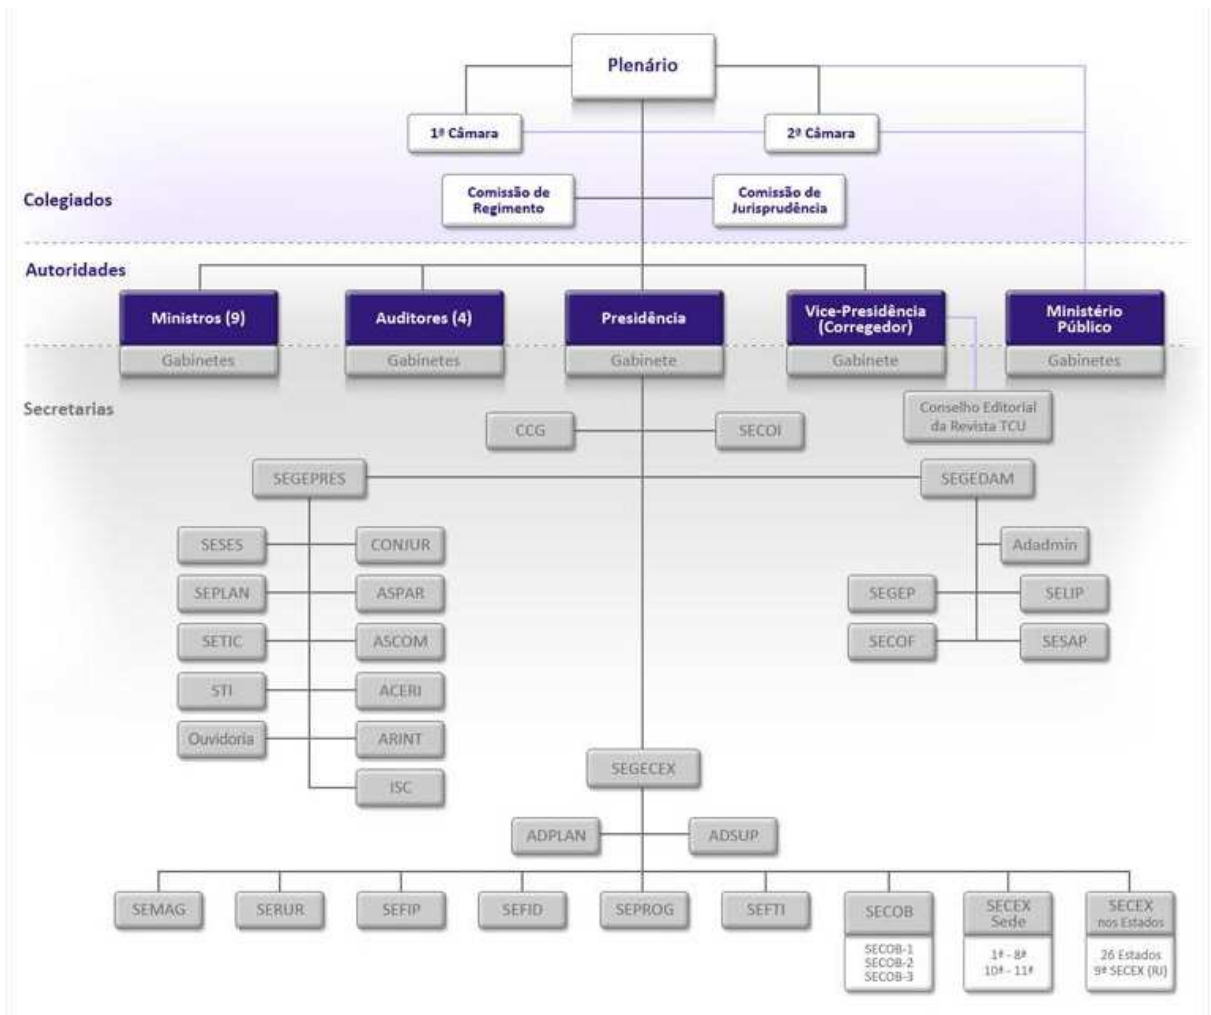 Plenário
1ª Câmara
2ª Câmara
Comissão de
Regimento
Comissão de
Jurisprudência
Colegiados
Autoridades
Ministros (9)
Gabinetes
Auditores (4)
Gabinetes
Presidência
Gabinete
Vice-Presidência
(Corregedor)
Gabinete
Ministério
Público
Gabinetes
Secretarias
Conselho Editorial
da Revista TCU
CCG
SECOI
SEGEPRES
SEGEDAM
SESES
CONJUR
SEPLAN
ASPAR
SETIC
ASCOM
STI
ACERI
Ouvidoria
ARINT
ISC
Adadmin
SEGEP
SELIP
SECOF
SESAP
SEGECEX
ADPLAN
ADSUP
SEMAG
SERUR
SEFIP
SEFID
SEPROG
SEFTI
SECOB
SECOB-1
SECOB-2
SECOB-3
SECEX
Sede
1ª - 8ª
10ª - 11ª
SECEX
nos Estados
26 Estados
9ª SECEX (RJ)